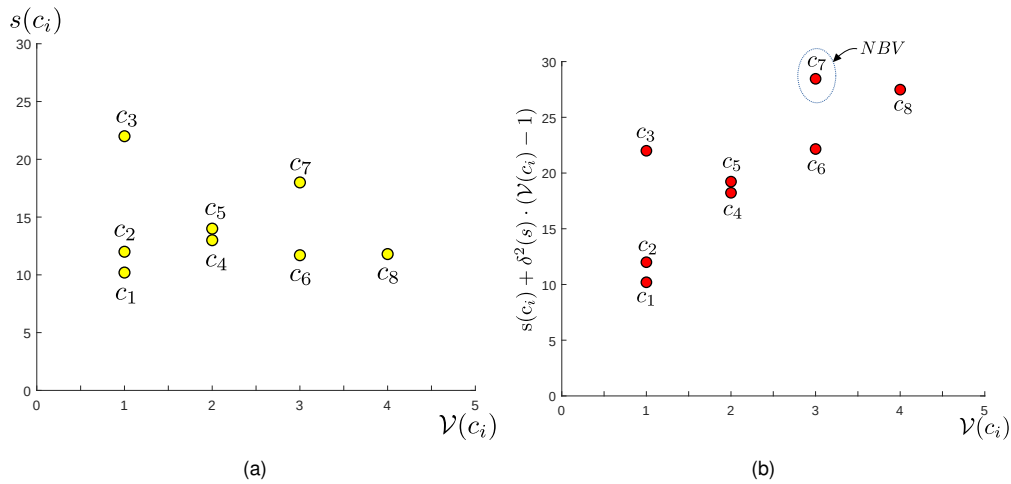 s(c_i)
30
25
20
15
10
5
0
0 1 2 3 4 5
c_3
c_2
c_1
c_5
c_4
c_7
c_6
c_8
𝒱(c_i)
(a)
s(c_i) + δ^2(s) · (𝒱(c_i) − 1)
30
25
20
15
10
5
0
0 1 2 3 4 5
c_3
c_2
c_1
c_5
c_4
c_7
NBV
c_6
c_8
𝒱(c_i)
(b)